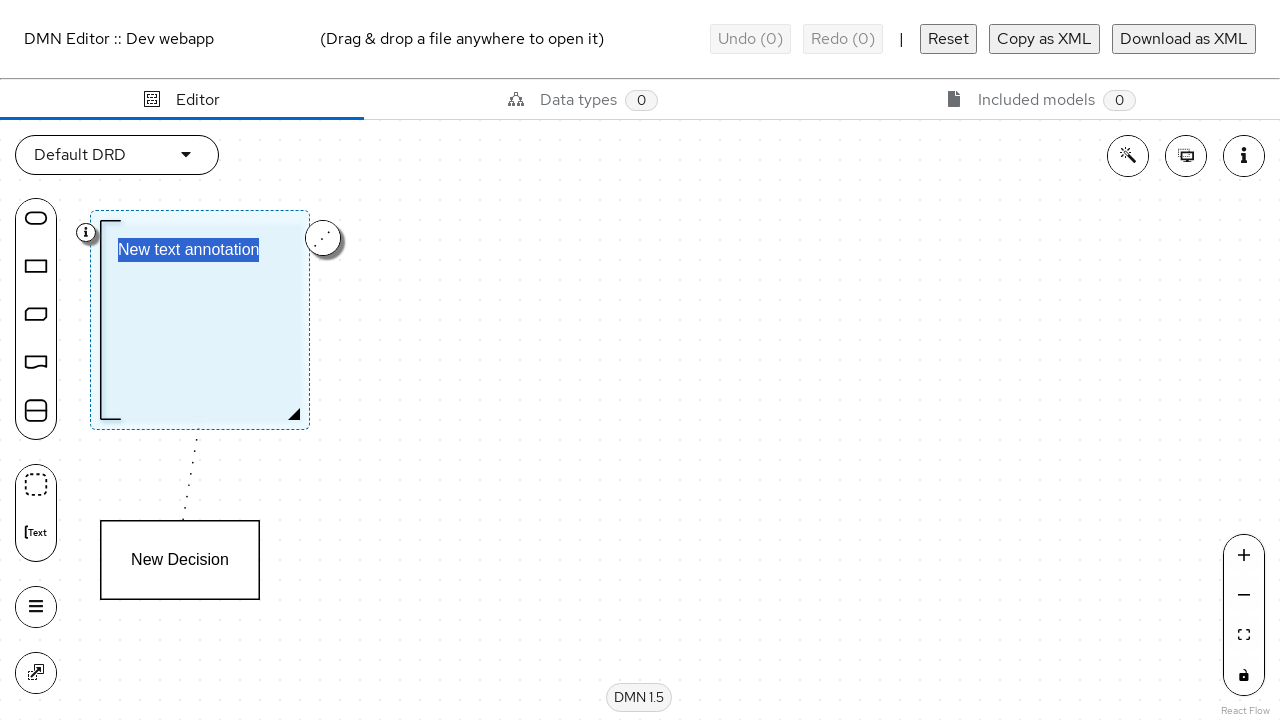 DMN Editor :: Dev webapp
(Drag & drop a file anywhere to open it)
Undo (0)
Redo (0)
|
Reset
Copy as XML
Download as XML
Editor
Data types 0
Included models 0
Default DRD
New text annotation
Text
New Decision
DMN 1.5
React Flow